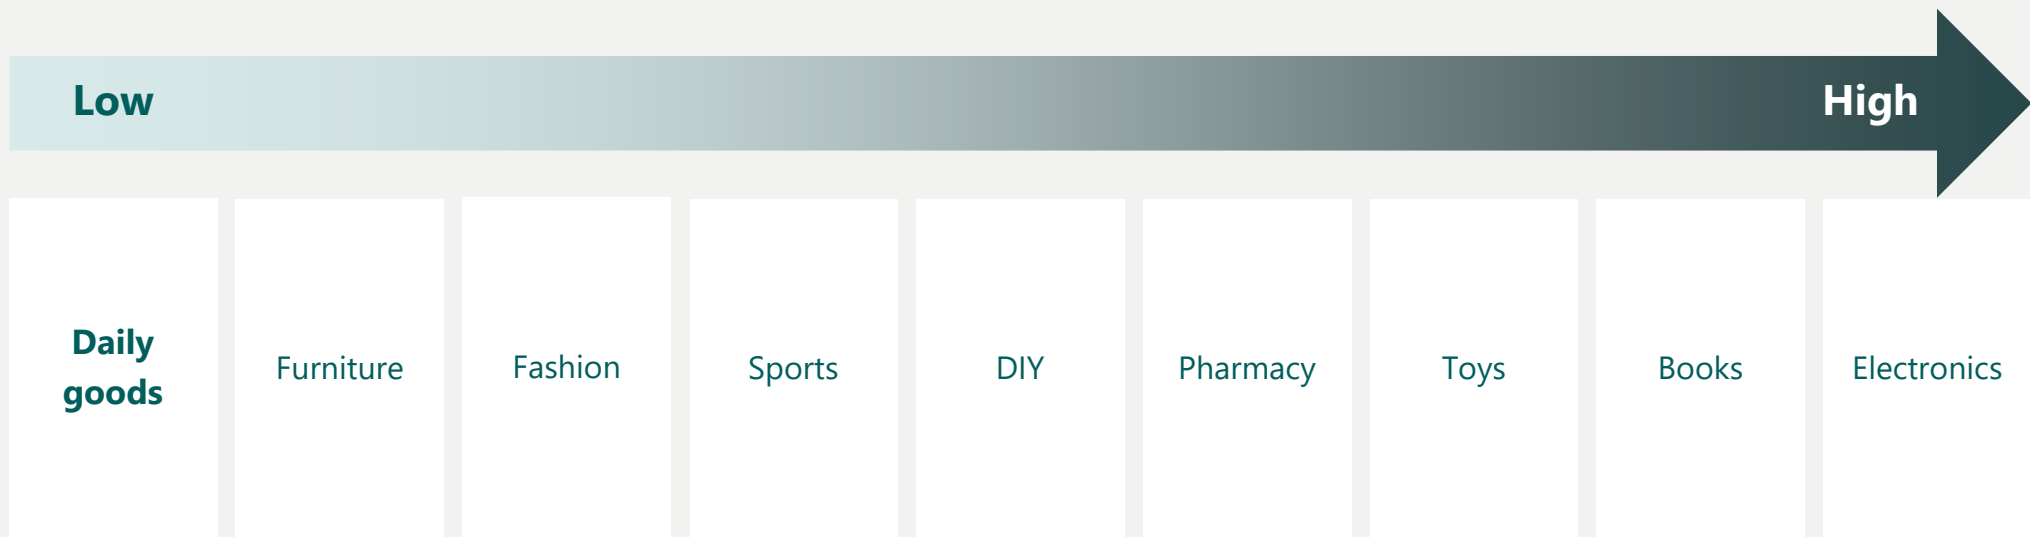 Low
High
Daily
goods
Furniture
Fashion
Sports
DIY
Pharmacy
Toys
Books
Electronics